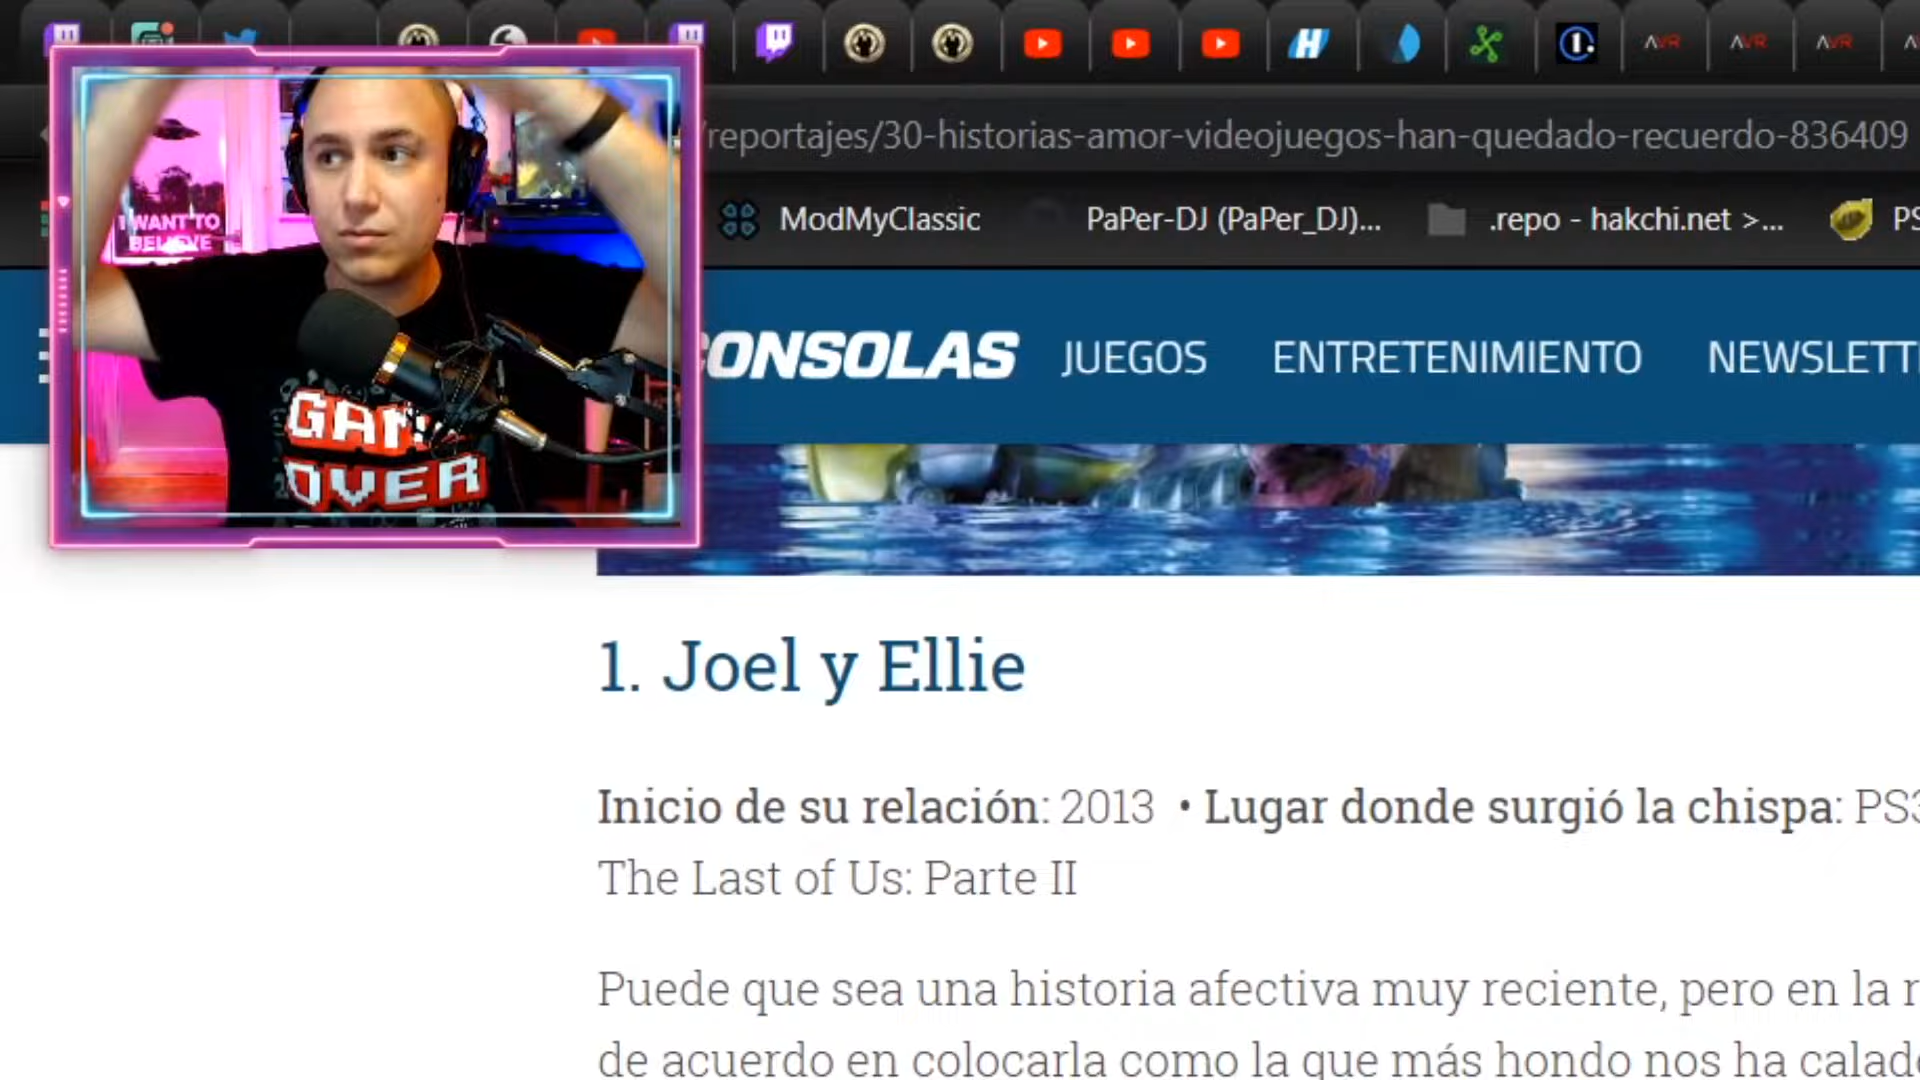 /reportajes/30-historias-amor-videojuegos-han-quedado-recuerdo-836409
ModMyClassic
PaPer-DJ (PaPer_DJ)...
.repo - hakchi.net >...
I WANT TO
BELIEVE
CONSOLAS
JUEGOS
ENTRETENIMIENTO
OVER
1. Joel y Ellie
Inicio de su relación: 2013 • Lugar donde surgió la chispa: PS3
The Last of Us: Parte II
Puede que sea una historia afectiva muy reciente, pero en la
de acuerdo en colocarla como la que más hondo nos ha